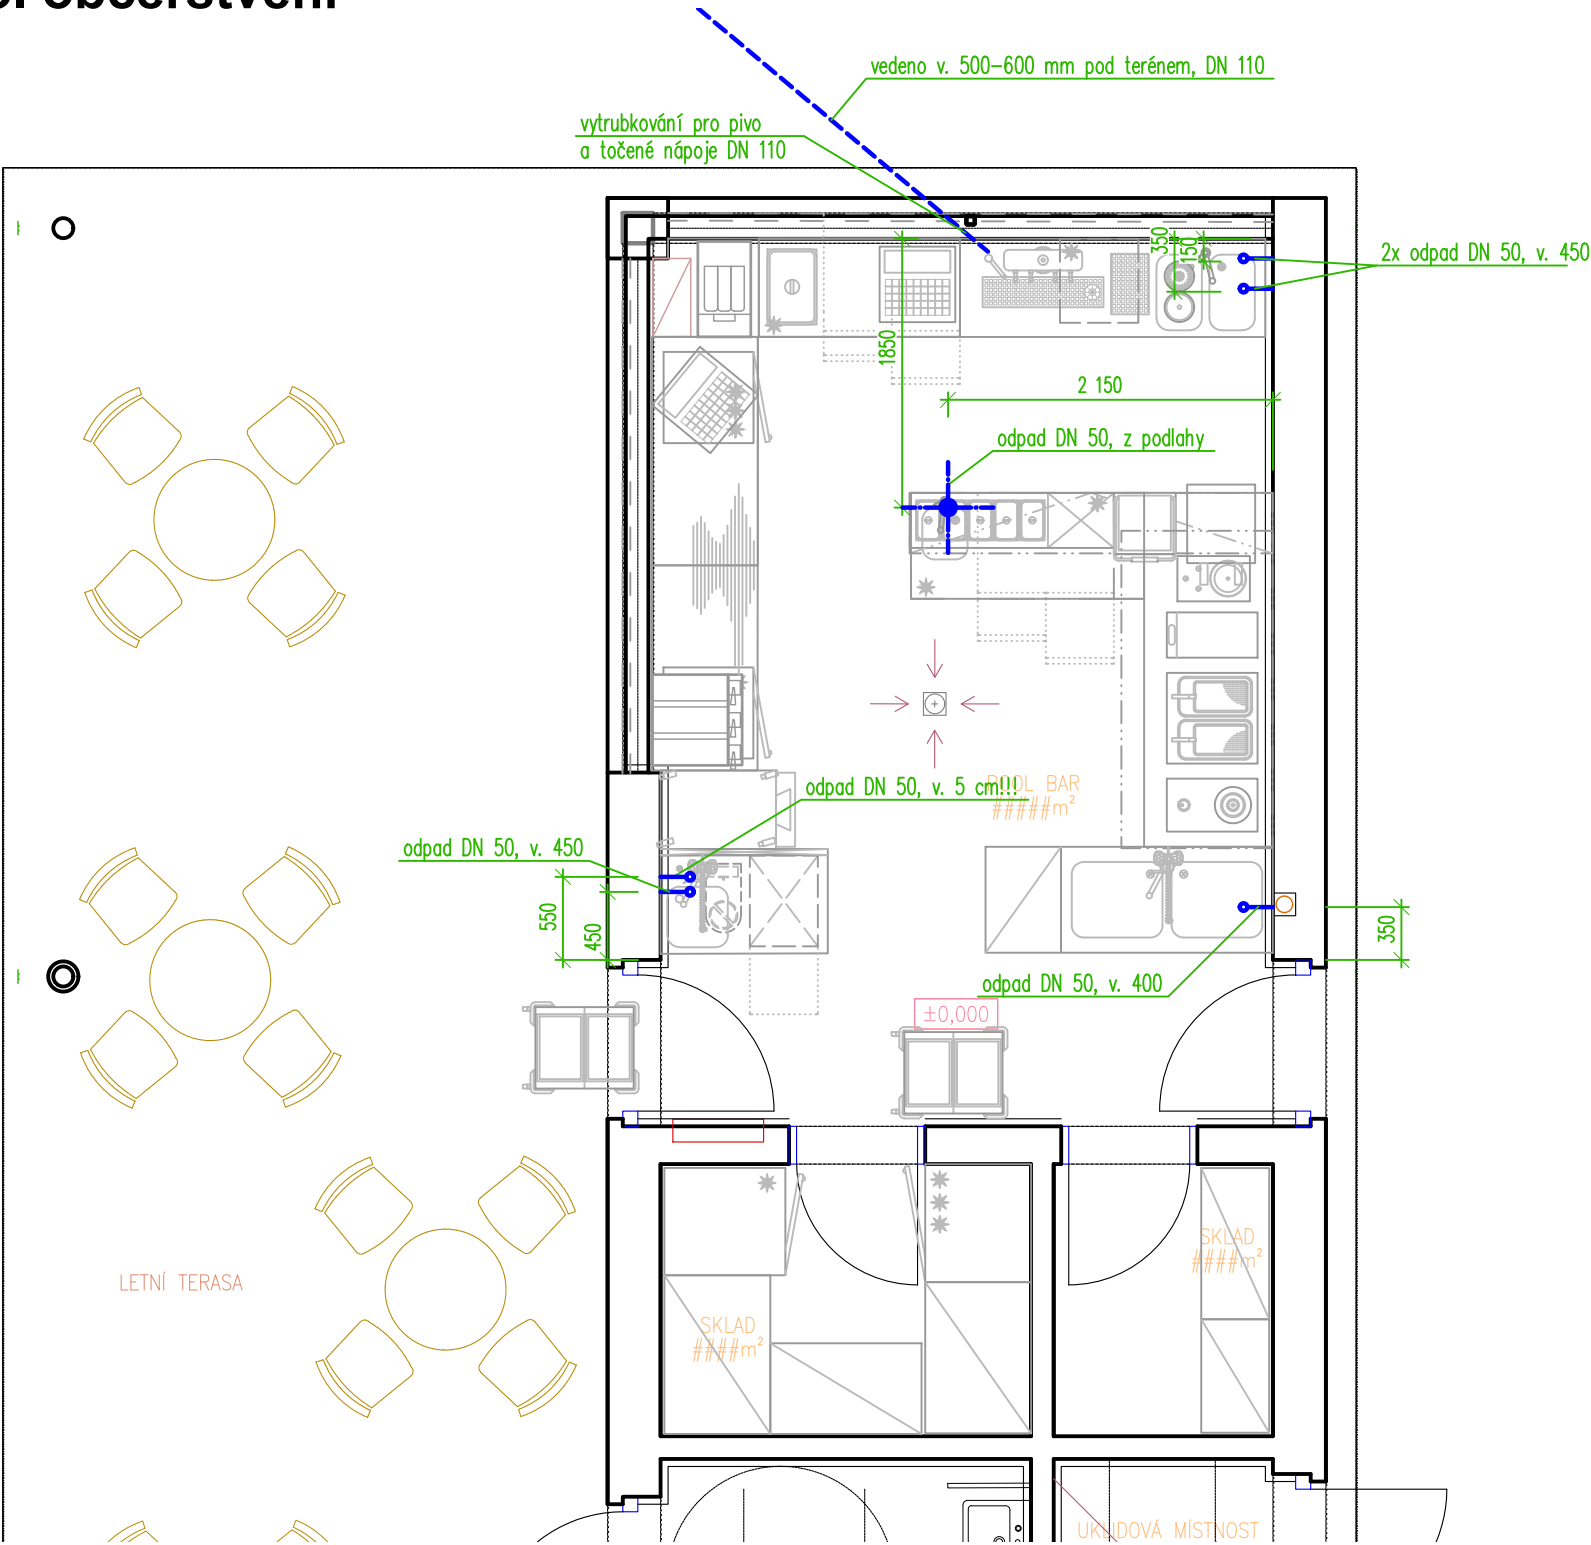 občerstvení
vedeno v. 500-600 mm pod terénem, DN 110
vytrubkování pro pivo
a točené nápoje DN 110
350
150
2x odpad DN 50, v. 450
1850
2 150
odpad DN 50, z podlahy
POOL BAR
#####m²
odpad DN 50, v. 5 cm!!!
odpad DN 50, v. 450
550
450
350
odpad DN 50, v. 400
±0,000
SKLAD
####m²
LETNÍ TERASA
SKLAD
####m²
UKLIDOVÁ MÍSTNOST